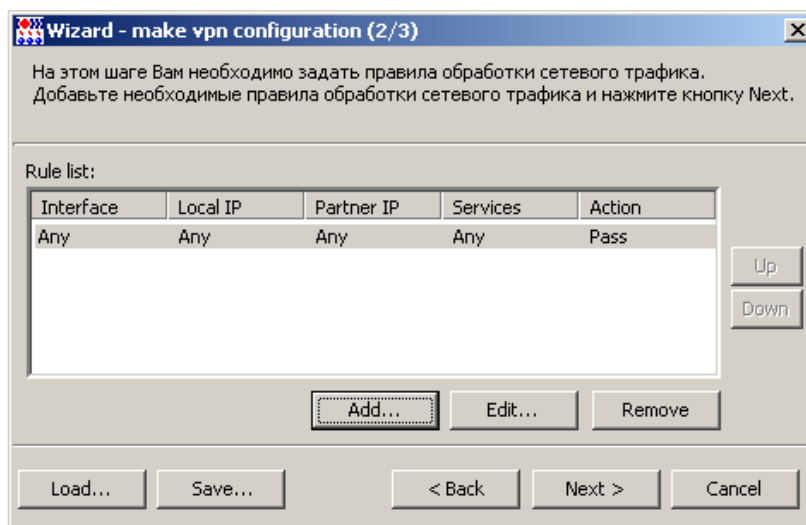 Wizard - make vpn configuration (2/3)
На этом шаге Вам необходимо задать правила обработки сетевого трафика.
Добавьте необходимые правила обработки сетевого трафика и нажмите кнопку Next.
Rule list:
Interface Local IP Partner IP Services Action
Any Any Any Any Pass
Up
Down
Add... Edit... Remove
Load... Save... < Back Next > Cancel